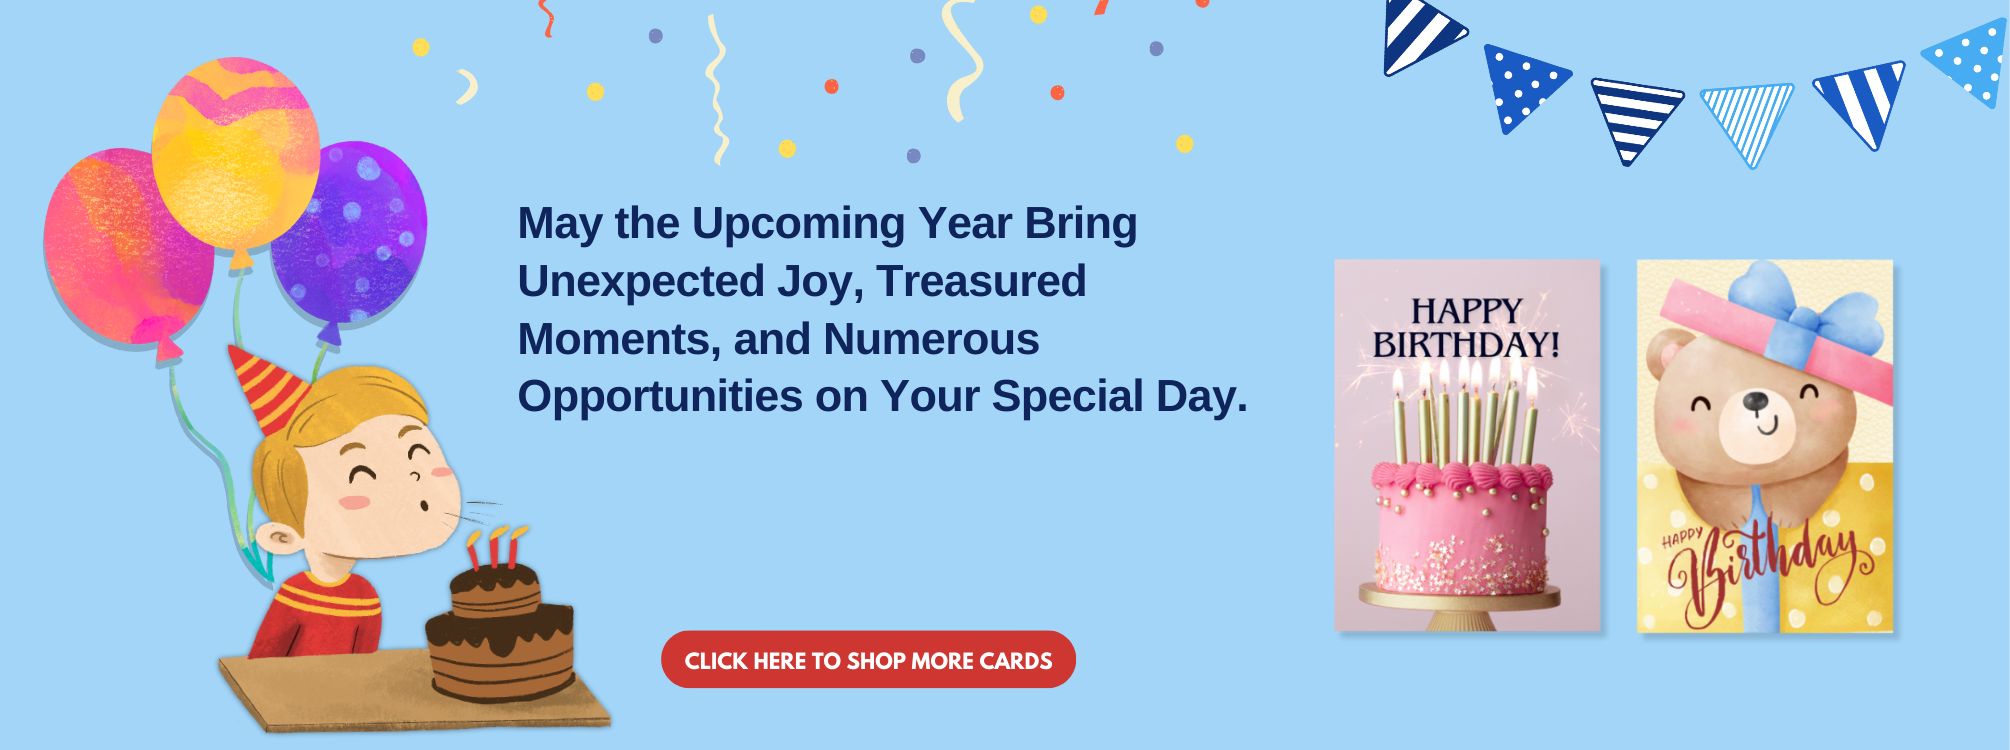 May the Upcoming Year Bring
Unexpected Joy, Treasured
Moments, and Numerous
Opportunities on Your Special Day.
CLICK HERE TO SHOP MORE CARDS
HAPPY
BIRTHDAY!
HAPPY
Birthday